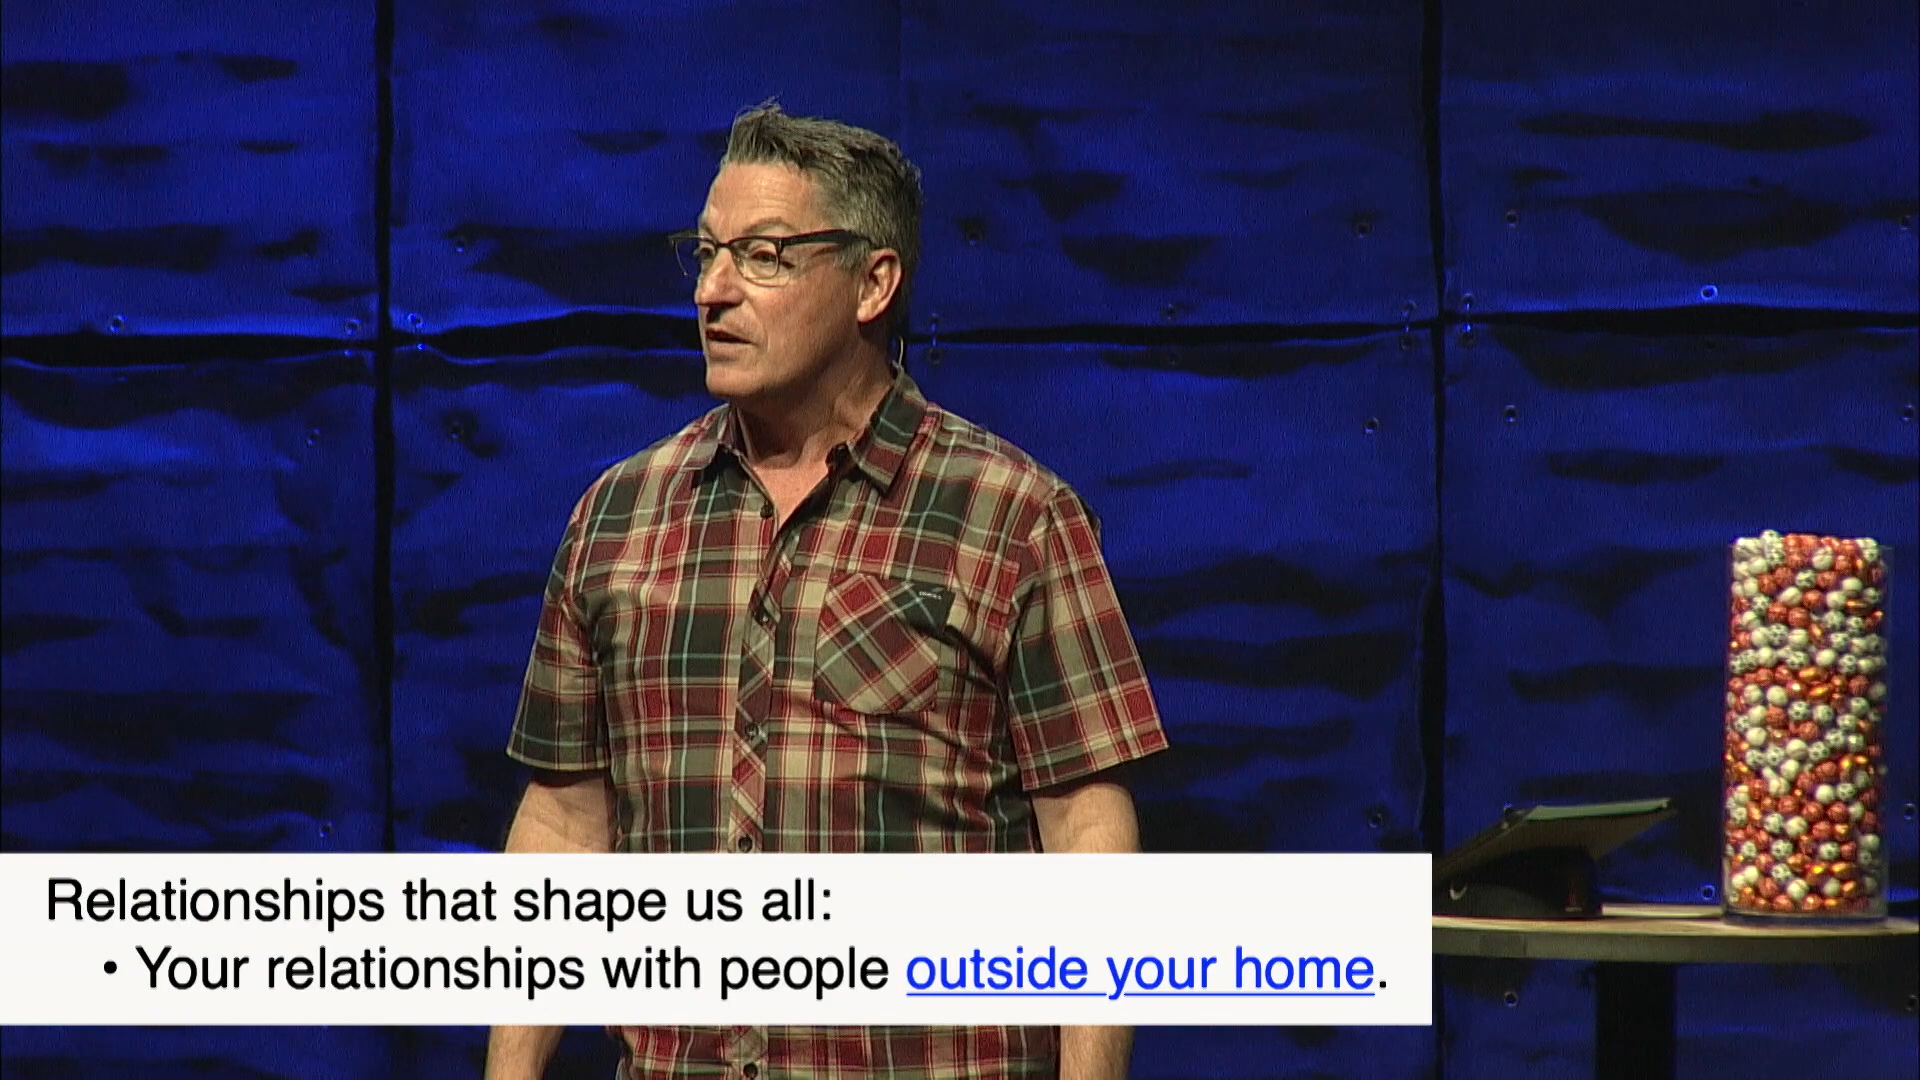 Relationships that shape us all:
• Your relationships with people outside your home.